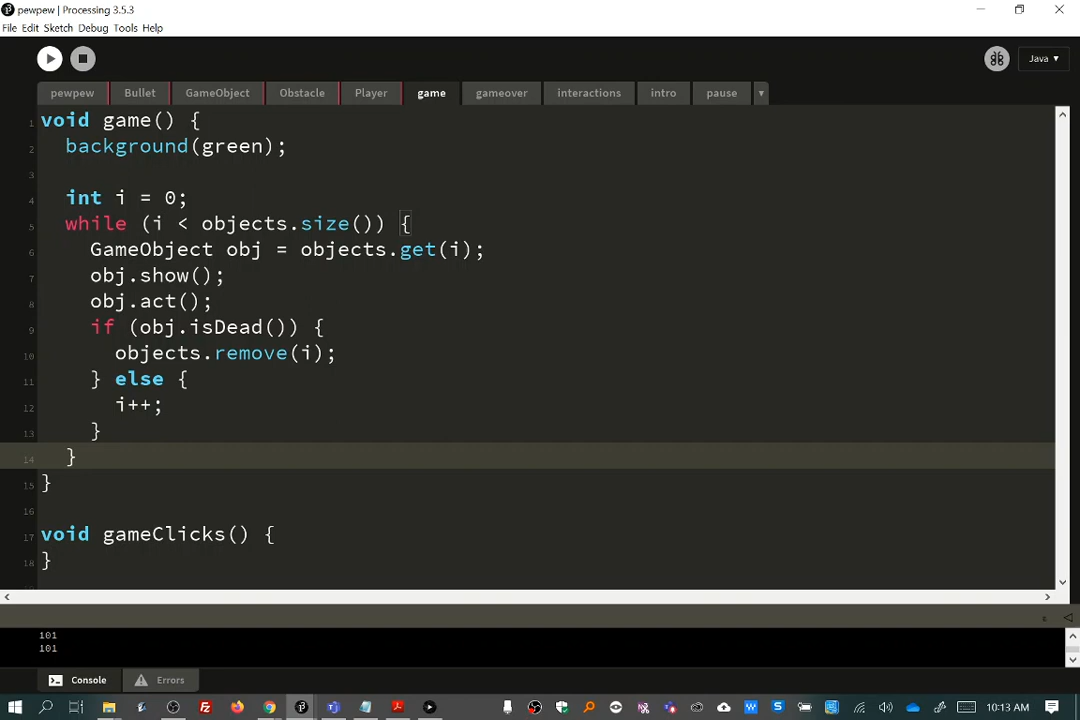 pewpew | Processing 3.5.3
File Edit Sketch Debug Tools Help
Java ▾
pewpew Bullet GameObject Obstacle Player game gameover interactions intro pause ▾
1 void game() {
2 background(green);
3
4 int i = 0;
5 while (i < objects.size()) {
6 GameObject obj = objects.get(i);
7 obj.show();
8 obj.act();
9 if (obj.isDead()) {
10 objects.remove(i);
11 } else {
12 i++;
13 }
14 }
15 }
16
17 void gameClicks() {
18 }
101
101
Console Errors
10:13 AM